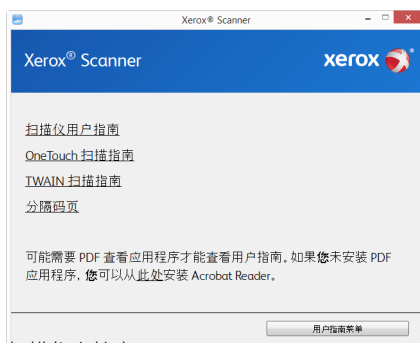 Xerox® Scanner
Xerox® Scanner
xerox
扫描仪用户指南
OneTouch 扫描指南
TWAIN 扫描指南
分隔码页
可能需要 PDF 查看应用程序才能查看用户指南。如果您未安装 PDF
应用程序，您可以从此处安装 Acrobat Reader。
用户指南菜单